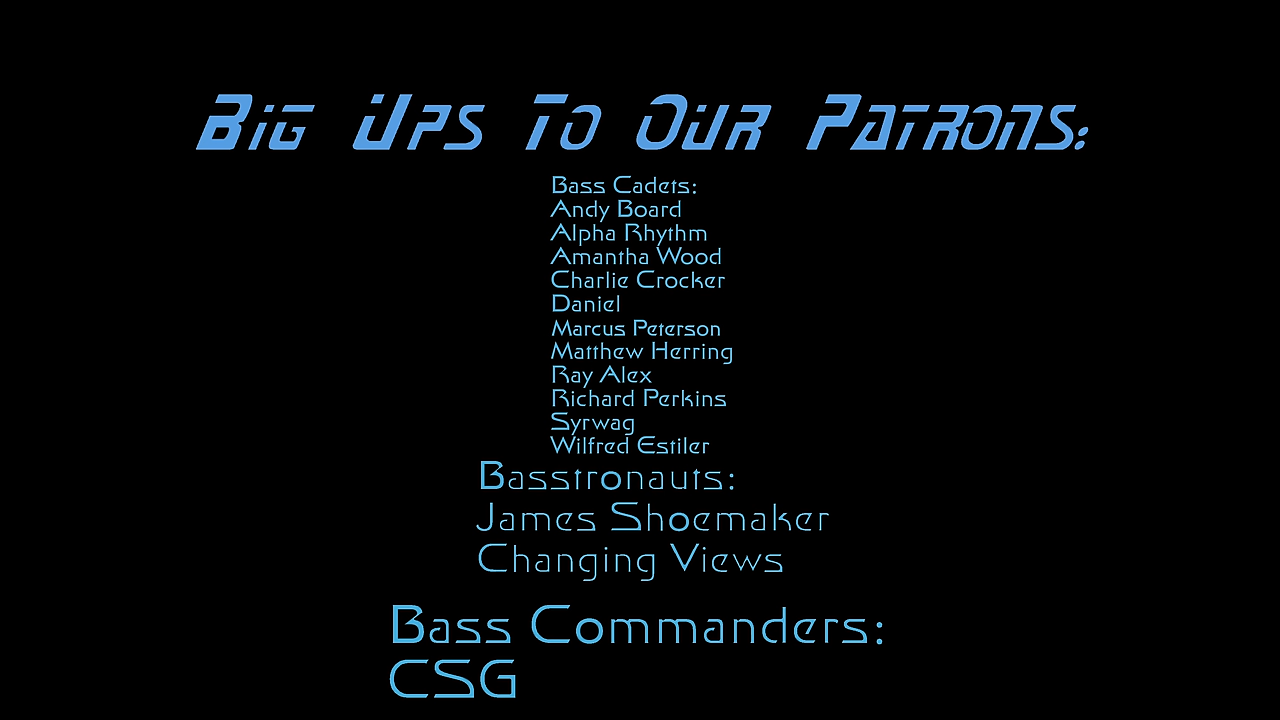 Big Ups To Our Patrons:
Bass Cadets:
Andy Board
Alpha Rhythm
Amantha Wood
Charlie Crocker
Daniel
Marcus Peterson
Matthew Herring
Ray Alex
Richard Perkins
Syrwag
Wilfred Estiler
Basstronauts:
James Shoemaker
Changing Views
Bass Commanders:
CSG